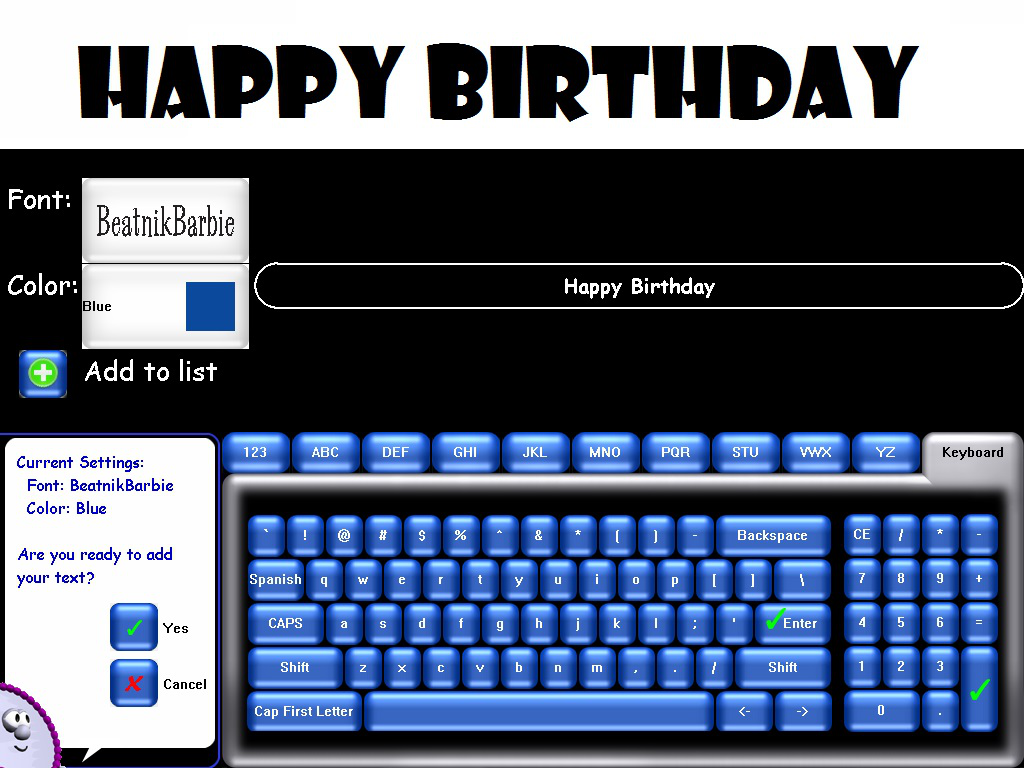 HAPPY BIRTHDAY
Font:
BeatnikBarbie
Color:
Blue
Happy Birthday
Add to list
Current Settings:
Font: BeatnikBarbie
Color: Blue
Are you ready to add
your text?
Yes
Cancel
123 ABC DEF GHI JKL MNO PQR STU VWX YZ Keyboard
` ! @ # $ % ^ & * ( ) - Backspace CE / * -
Spanish q w e r t y u i o p [ ] \ 7 8 9 +
CAPS a s d f g h j k l ; ' Enter 4 5 6 =
Shift z x c v b n m , . / Shift 1 2 3
Cap First Letter <- -> 0 .